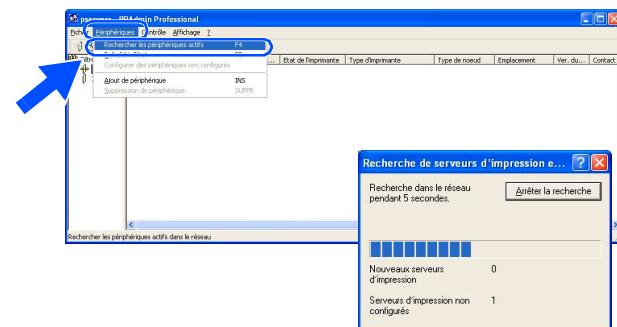 BRAdmin Professional
Fichier Périphériques Contrôle Affichage ?
Rechercher les périphériques actifs F4
Configurer des périphériques non configurés
Ajout de périphérique INS
Suppression de périphérique SUPPR
Etat de l'imprimante Type d'imprimante Type de noeud Emplacement Ver. du... Contact
Rechercher les périphériques actifs dans le réseau
Recherche de serveurs d'impression e...
Recherche dans le réseau
pendant 5 secondes.
Arrêter la recherche
Nouveaux serveurs
d'impression
0
Serveurs d'impression non
configurés
1